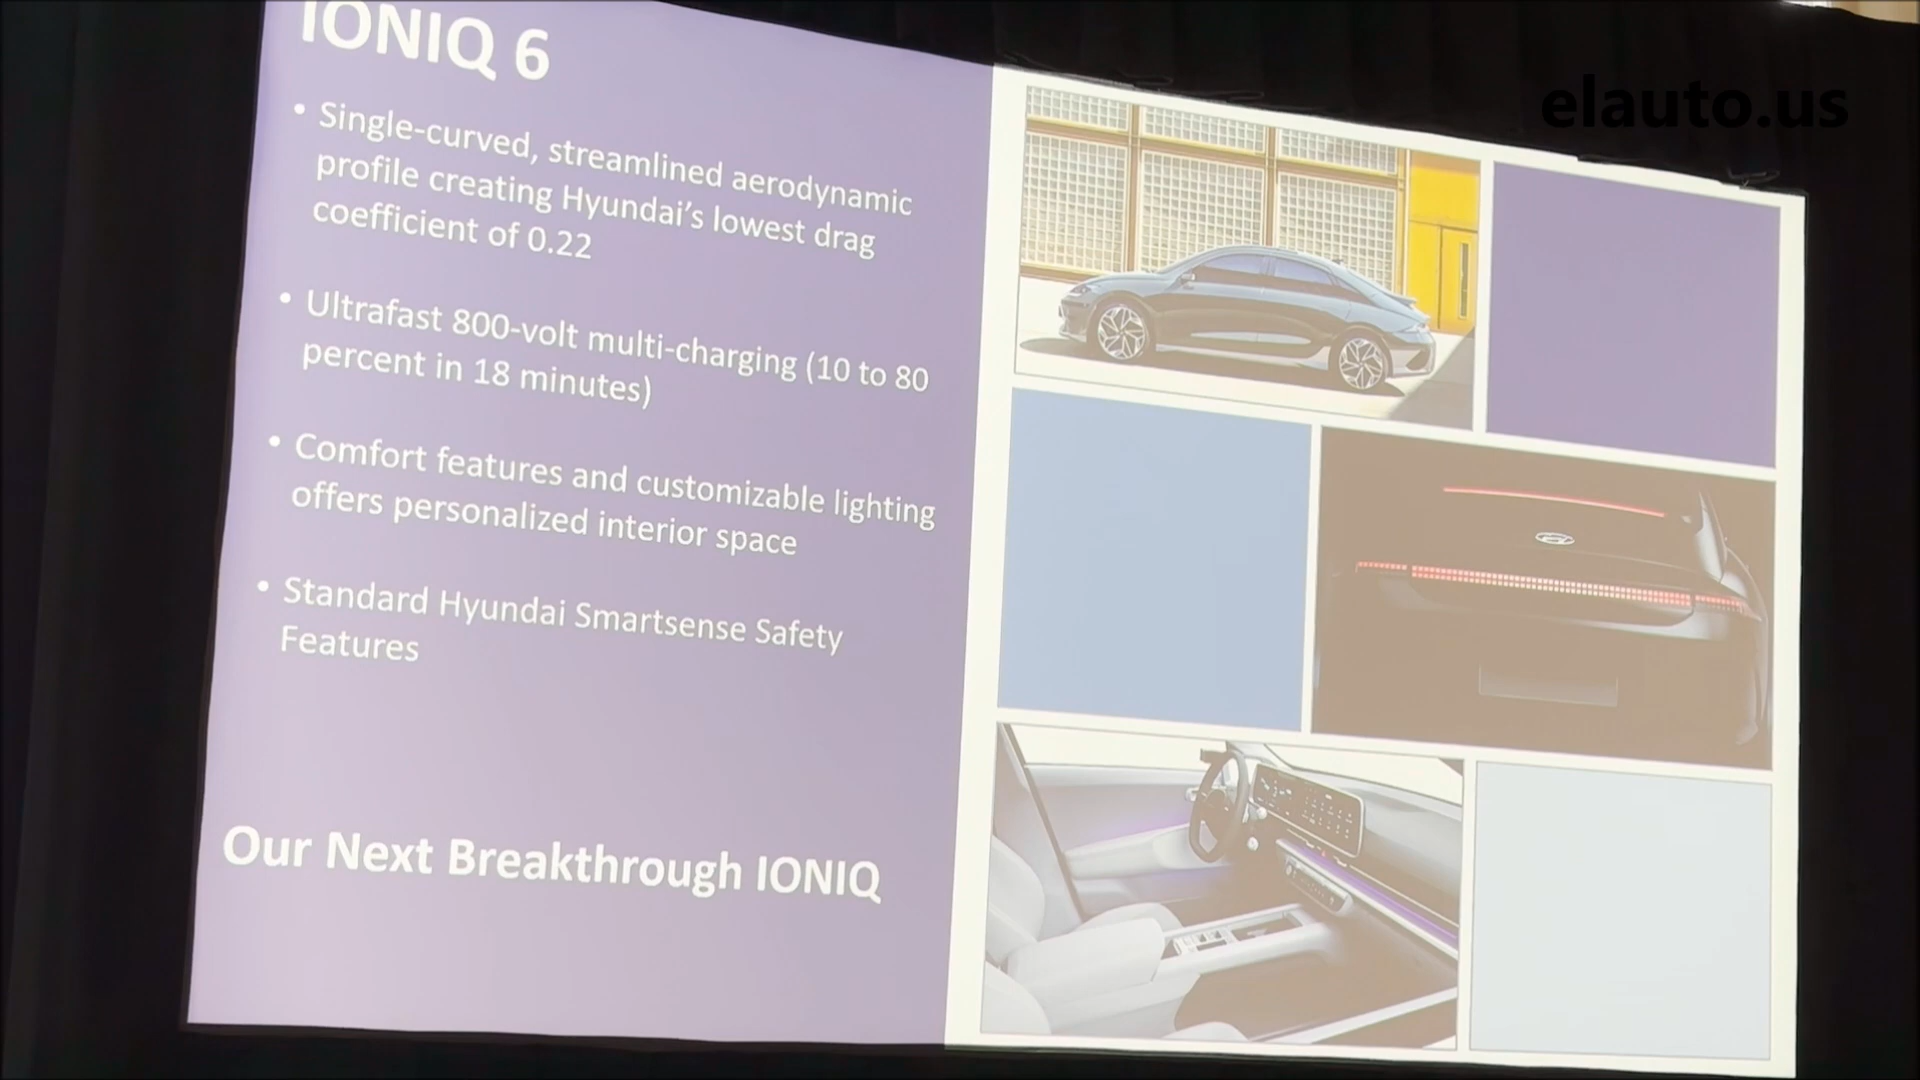 IONIQ 6
elauto.us
• Single-curved, streamlined aerodynamic
profile creating Hyundai's lowest drag
coefficient of 0.22
• Ultrafast 800-volt multi-charging (10 to 80
percent in 18 minutes)
• Comfort features and customizable lighting
offers personalized interior space
• Standard Hyundai Smartsense Safety
Features
Our Next Breakthrough IONIQ